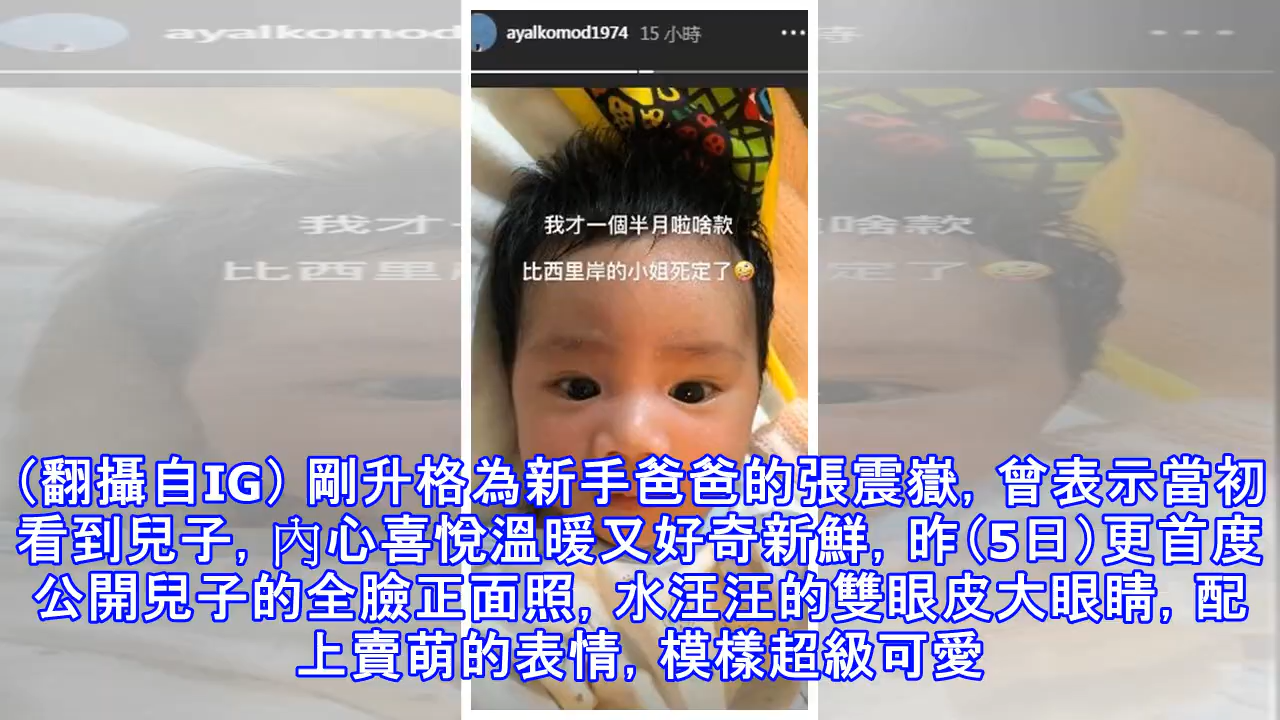 ayalkomod1974 15 小時
我才一個半月啦啥款
比西里岸的小姐死定了🤪
（翻攝自IG）剛升格為新手爸爸的張震嶽，曾表示當初
看到兒子，內心喜悅溫暖又好奇新鮮，昨（5日）更首度
公開兒子的全臉正面照，水汪汪的雙眼皮大眼睛，配
上賣萌的表情，模樣超級可愛